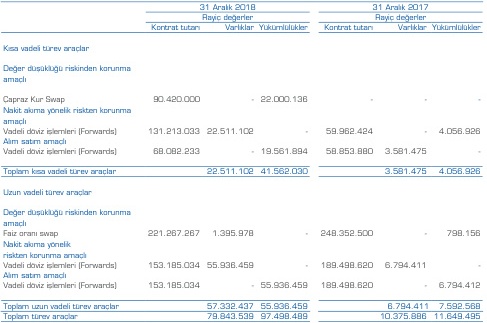 31 Aralık 2018 31 Aralık 2017
Rayiç değerler Rayiç değerler
Kontrat tutarı Varlıklar Yükümlülükler Kontrat tutarı Varlıklar Yükümlülükler
Kısa vadeli türev araçlar
Değer düşüklüğü riskinden korunma
amaçlı
Capraz Kur Swap 90.420.000 - 22.000.136 - - -
Nakit akıma yönelik riskten korunma
amaçlı
Vadeli döviz işlemleri (Forwards) 131.213.033 22.511.102 - 59.962.424 - 4.056.926
Alım satım amaçlı
Vadeli döviz işlemleri (Forwards) 68.082.233 - 19.561.894 58.853.880 3.581.475 -
Toplam kısa vadeli türev araçlar 22.511.102 41.562.030 3.581.475 4.056.926
Uzun vadeli türev araçlar
Değer düşüklüğü riskinden korunma
amaçlı
Faiz oranı swap 221.267.267 1.395.978 - 248.352.500 - 798.156
Nakit akıma yönelik
riskten korunma amaçlı
Vadeli döviz işlemleri (Forwards) 153.185.034 55.936.459 - 189.498.620 6.794.411 -
Alım satım amaçlı
Vadeli döviz işlemleri (Forwards) 153.185.034 - 55.936.459 189.498.620 - 6.794.412
Toplam uzun vadeli türev araçlar 57.332.437 55.936.459 6.794.411 7.592.568
Toplam türev araçlar 79.843.539 97.498.489 10.375.886 11.649.495